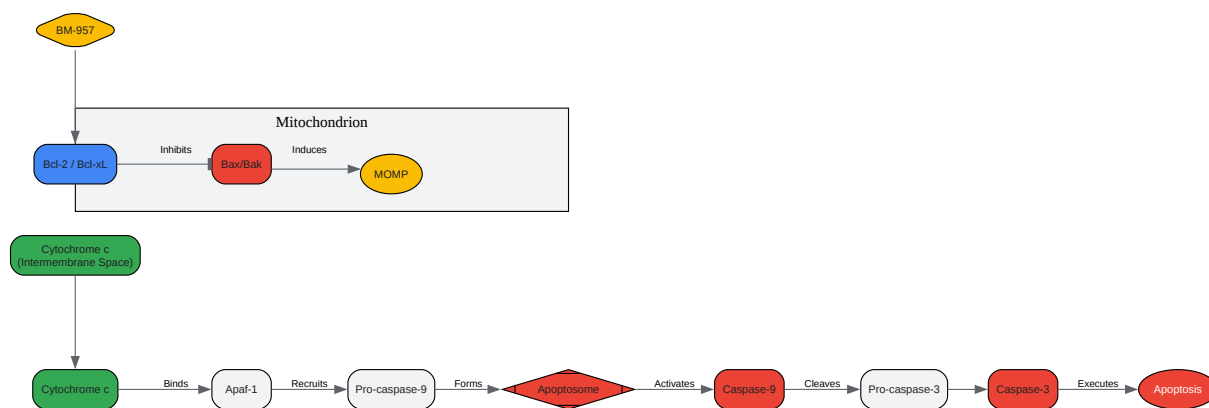 BM-957
Mitochondrion
Bcl-2 / Bcl-xL
Inhibits
Bax/Bak
Induces
MOMP
Cytochrome c
(Intermembrane Space)
Cytochrome c
Binds
Apaf-1
Recruits
Pro-caspase-9
Forms
Apoptosome
Activates
Caspase-9
Cleaves
Pro-caspase-3
Caspase-3
Executes
Apoptosis